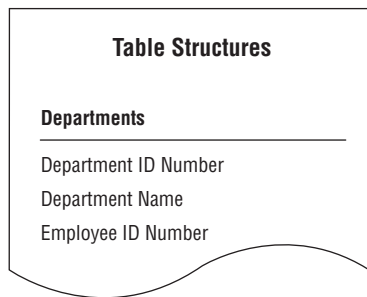 Table Structures
Departments
Department ID Number
Department Name
Employee ID Number